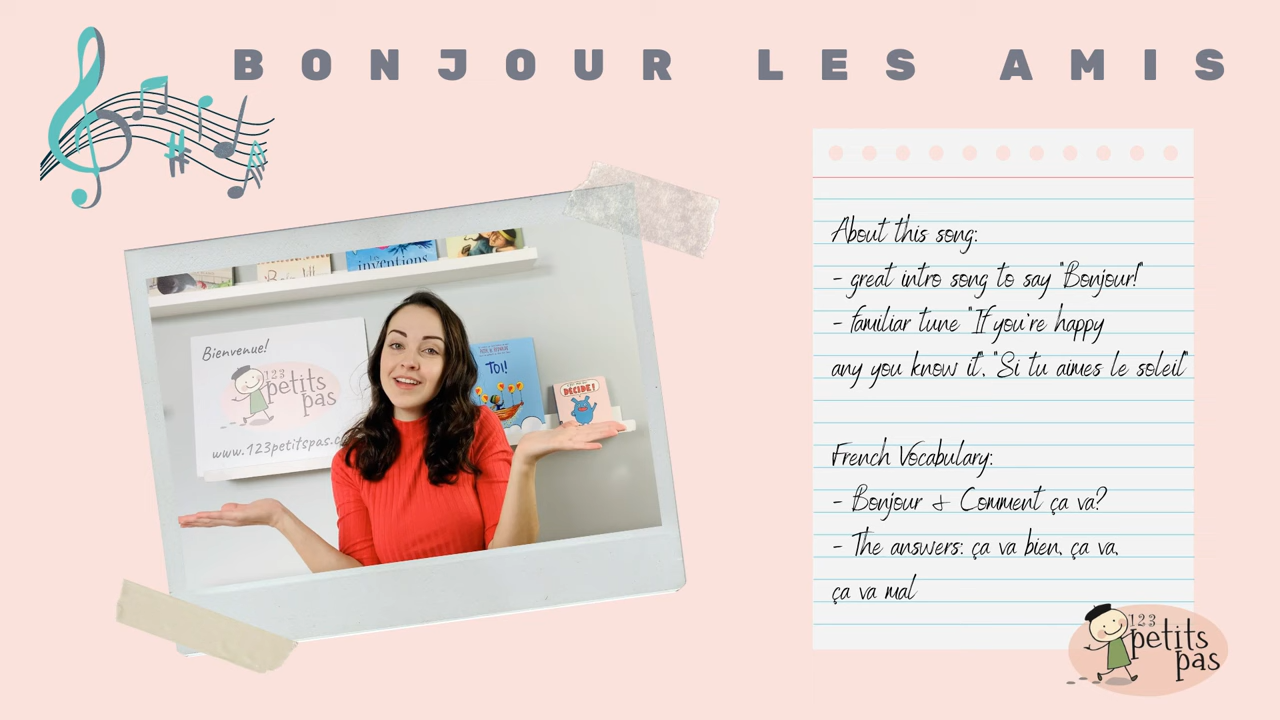 BONJOUR LES AMIS
inventions
Bienvenue!
123
petits
pas
www.123petitspas.c
TOI!
DÉCIDE!
About this song:
- great intro song to say "Bonjour!"
- familiar tune "If you're happy
any you know it", "Si tu aimes le soleil"
French Vocabulary:
- Bonjour & Comment ça va?
- The answers: ça va bien, ça va,
ça va mal
123
petits
pas